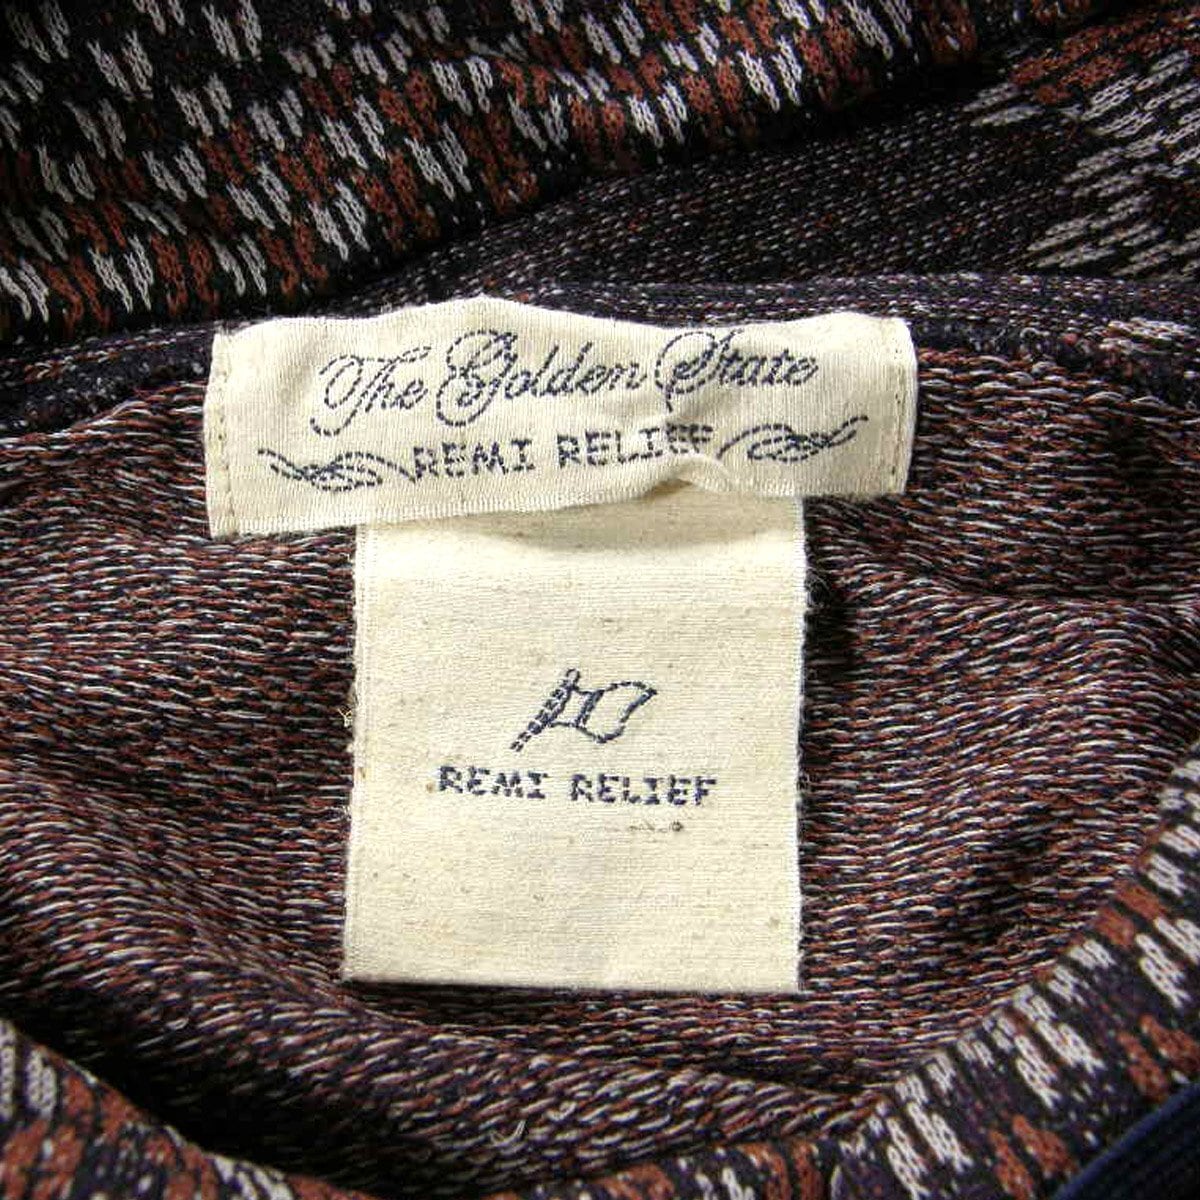 The Golden State
REMI RELIEF
REMI RELIEF